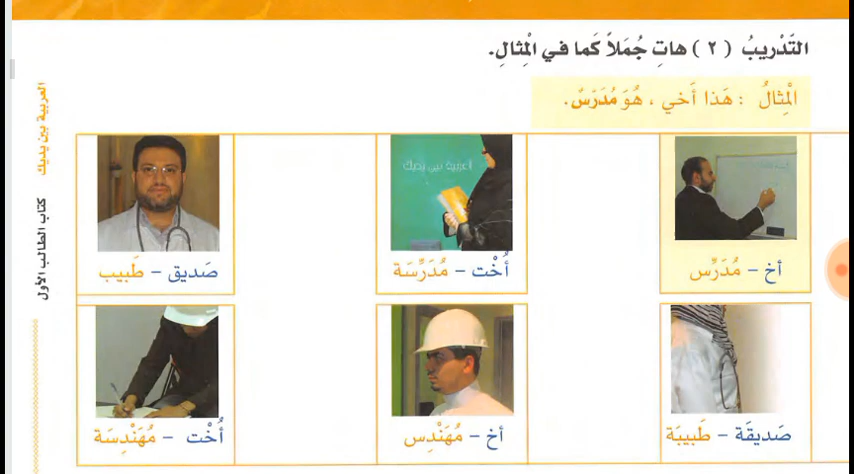 التَّدْريبُ ( ٢ ) هاتِ جُمَلاً كَما في الْمِثالِ.
الْمِثالُ : هَذا أَخي ، هُوَ مُدَرِّسٌ.
أخ – مُدَرِّس
أُخْت – مُدَرِّسَة
صَديق – طَبيب
صَديقَة – طَبيبَة
أخ – مُهَنْدِس
أُخْت – مُهَنْدِسَة
العربية بين يديك كتاب الطالب الأول